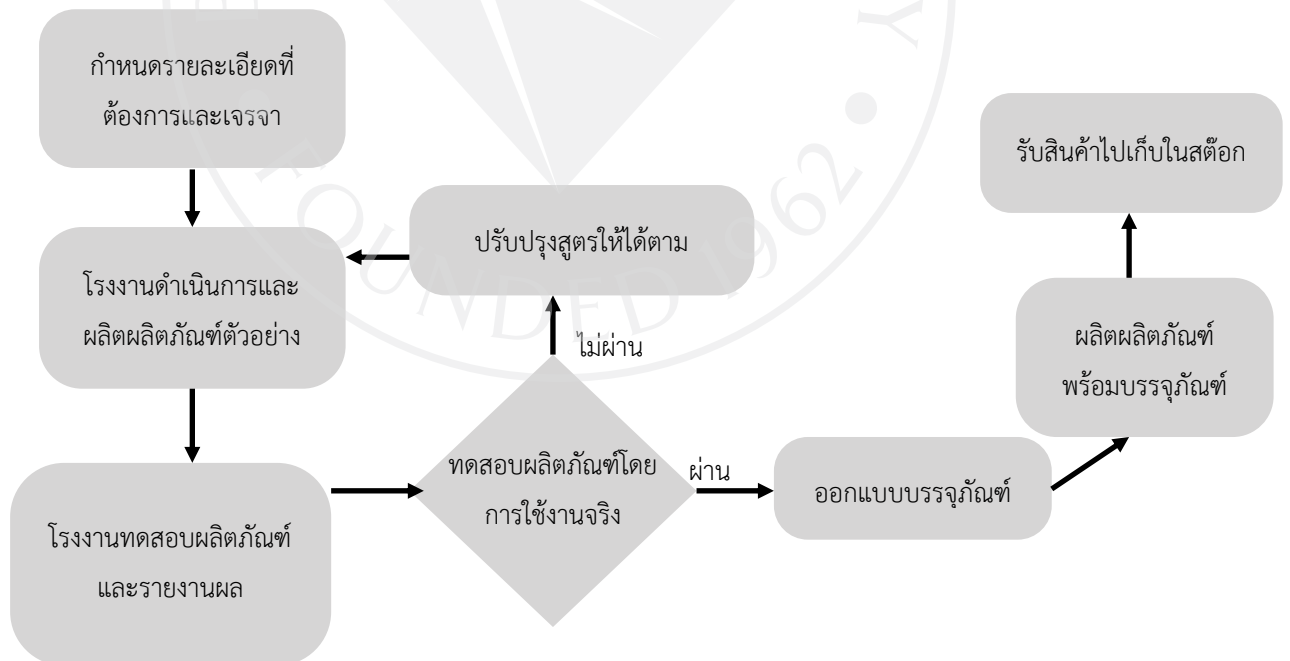 กำหนดรายละเอียดที่
ต้องการและเจรจา
โรงงานดำเนินการและ
ผลิตผลิตภัณฑ์ตัวอย่าง
โรงงานทดสอบผลิตภัณฑ์
และรายงานผล
ปรับปรุงสูตรให้ได้ตาม
ไม่ผ่าน
ทดสอบผลิตภัณฑ์โดย
การใช้งานจริง
ผ่าน
ออกแบบบรรจุภัณฑ์
ผลิตผลิตภัณฑ์
พร้อมบรรจุภัณฑ์
รับสินค้าไปเก็บในสต๊อก
FOUNDED 1962